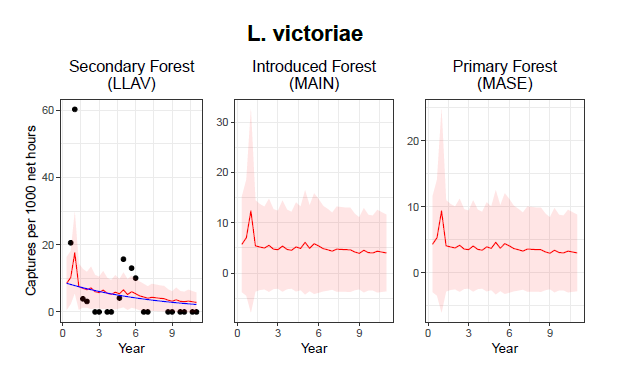 L. victoriae
Secondary Forest
(LLAV)
Introduced Forest
(MAIN)
Primary Forest
(MASE)
Captures per 1000 net hours
60
40
20
0
0 3 6 9
Year
30
20
10
0
0 3 6 9
Year
20
10
0
0 3 6 9
Year